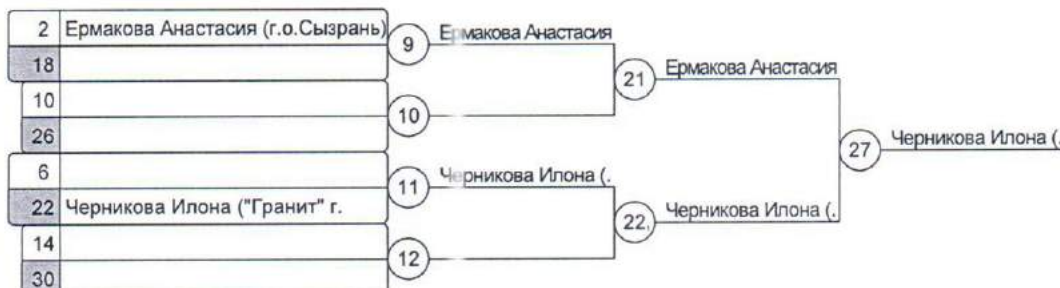 2 Ермакова Анастасия (г.о.Сызрань)
18
9 Ермакова Анастасия
10
26
10
21 Ермакова Анастасия
6
22 Черникова Илона ("Гранит" г.
11 Черникова Илона (.
14
30
12
22, Черникова Илона (.
27 Черникова Илона (.